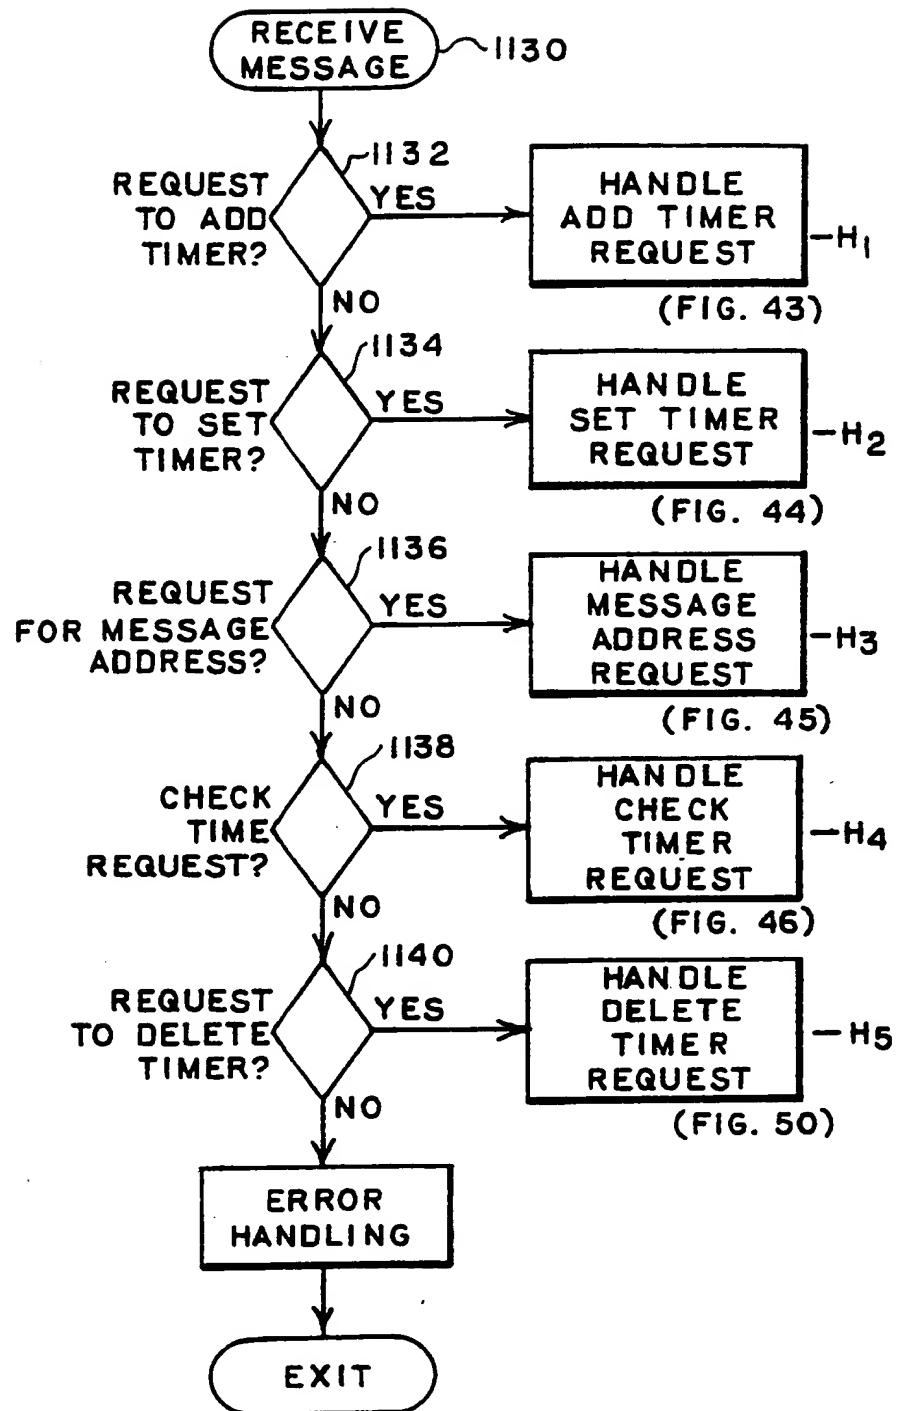 RECEIVE
MESSAGE
1130
1132
REQUEST
TO ADD
TIMER?
YES
HANDLE
ADD TIMER
REQUEST
H1
(FIG. 43)
NO
1134
REQUEST
TO SET
TIMER?
YES
HANDLE
SET TIMER
REQUEST
H2
(FIG. 44)
NO
1136
REQUEST
FOR MESSAGE
ADDRESS?
YES
HANDLE
MESSAGE
ADDRESS
REQUEST
H3
(FIG. 45)
NO
1138
CHECK
TIME
REQUEST?
YES
HANDLE
CHECK
TIMER
REQUEST
H4
(FIG. 46)
NO
1140
REQUEST
TO DELETE
TIMER?
YES
HANDLE
DELETE
TIMER
REQUEST
H5
(FIG. 50)
NO
ERROR
HANDLING
EXIT